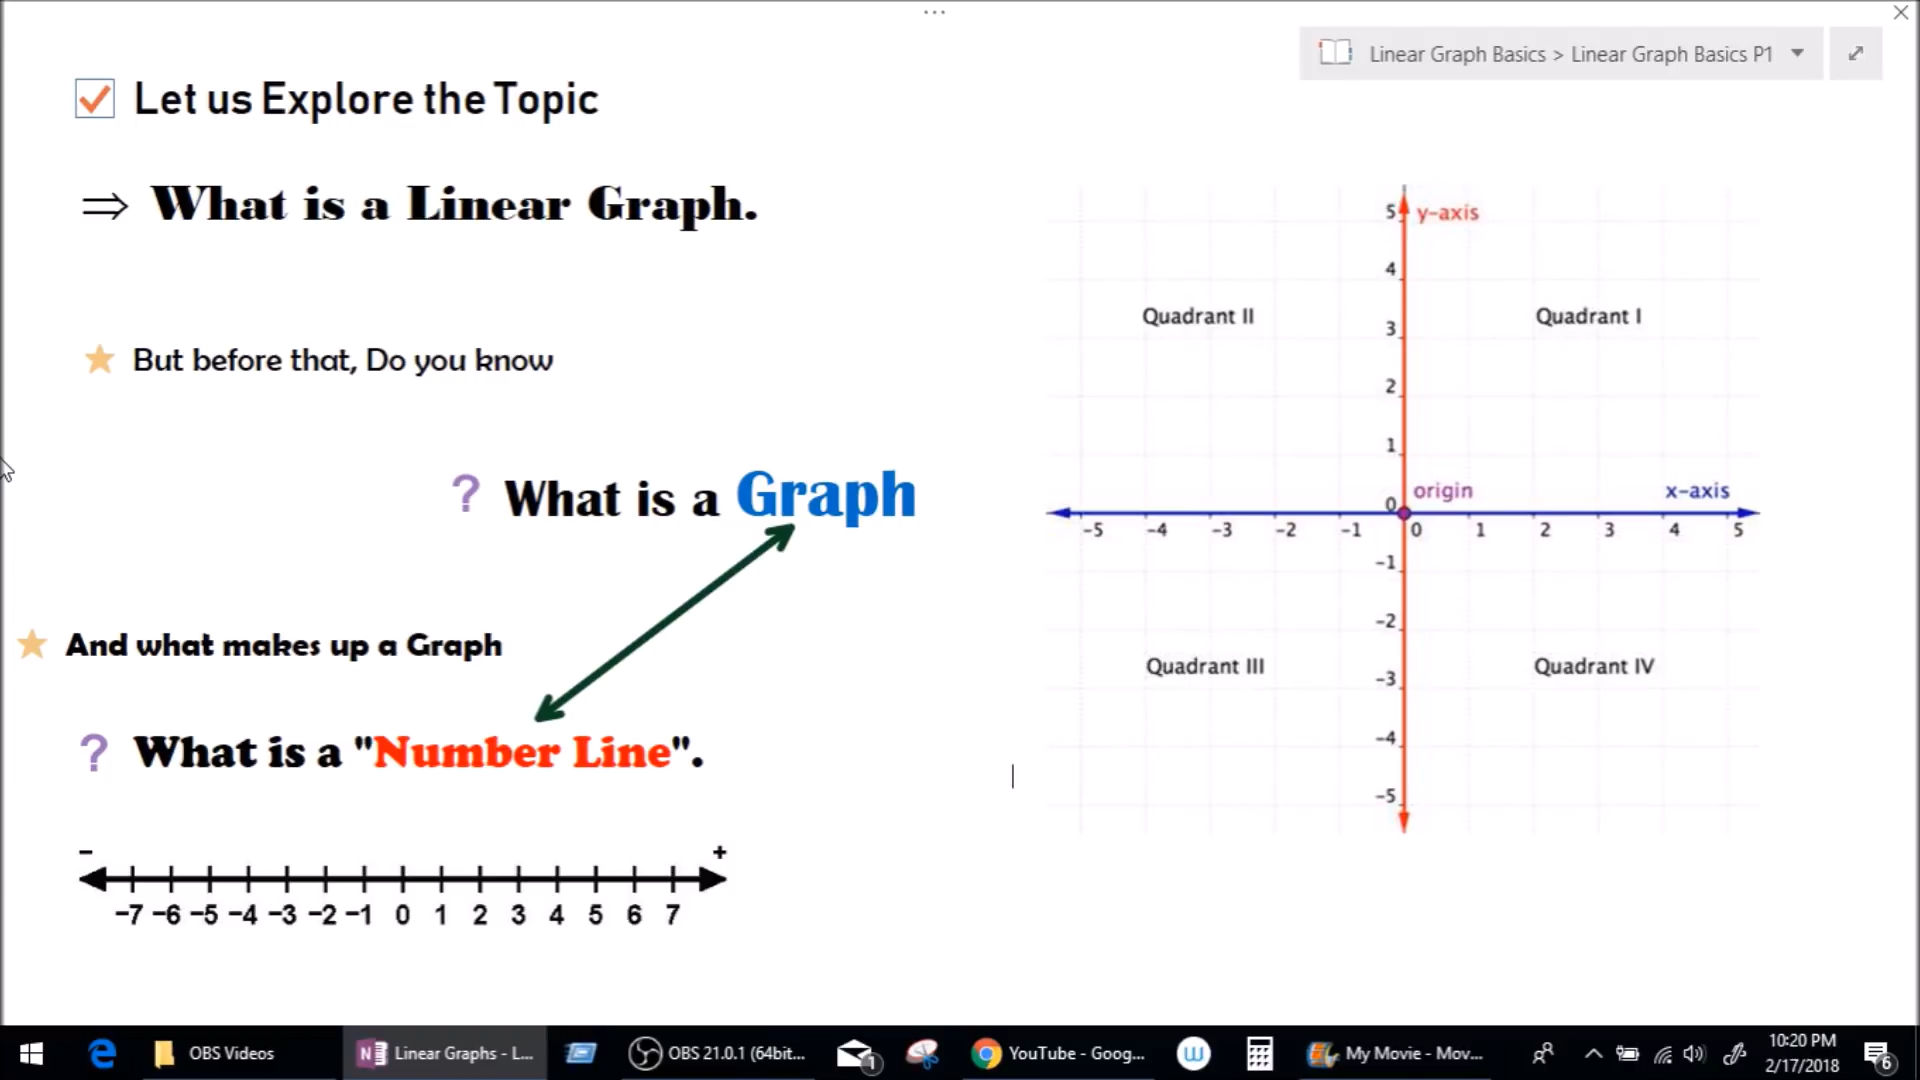 Linear Graph Basics > Linear Graph Basics P1
Let us Explore the Topic
⇒ What is a Linear Graph.
But before that, Do you know
? What is a Graph
And what makes up a Graph
? What is a "Number Line".
− +
−7 −6 −5 −4 −3 −2 −1 0 1 2 3 4 5 6 7
5 y-axis
4
Quadrant II Quadrant I
3
2
1
0 origin x-axis
-5 -4 -3 -2 -1 0 1 2 3 4 5
-1
-2
Quadrant III Quadrant IV
-3
-4
-5
OBS Videos
Linear Graphs - L...
OBS 21.0.1 (64bit...
1
YouTube - Goog...
W
My Movie - Mov...
10:20 PM
2/17/2018
6